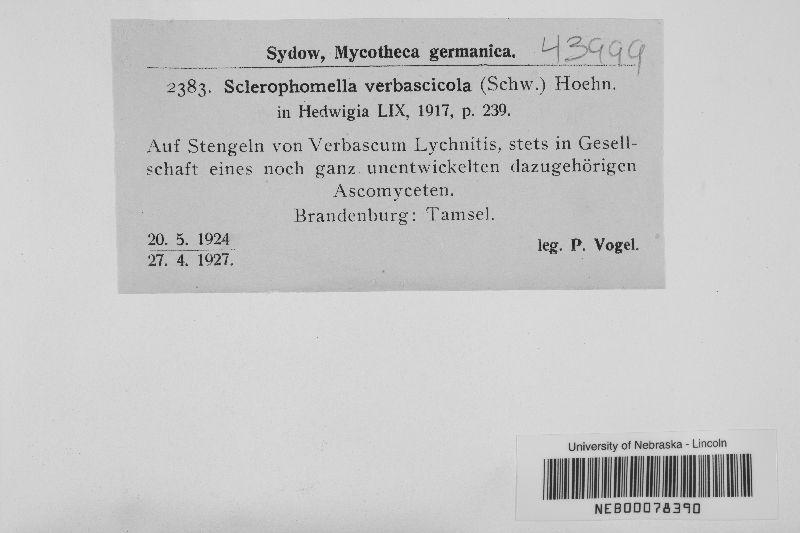 Sydow, Mycotheca germanica. 43999
2383. Sclerophomella verbascicola (Schw.) Hoehn.
in Hedwigia LIX, 1917, p. 239.
Auf Stengeln von Verbascum Lychnitis, stets in Gesell-
schaft eines noch ganz unentwickelten dazugehörigen
Ascomyceten.
Brandenburg: Tamsel.
20. 5. 1924
27. 4. 1927.
leg. P. Vogel.
University of Nebraska - Lincoln
NEB00078390